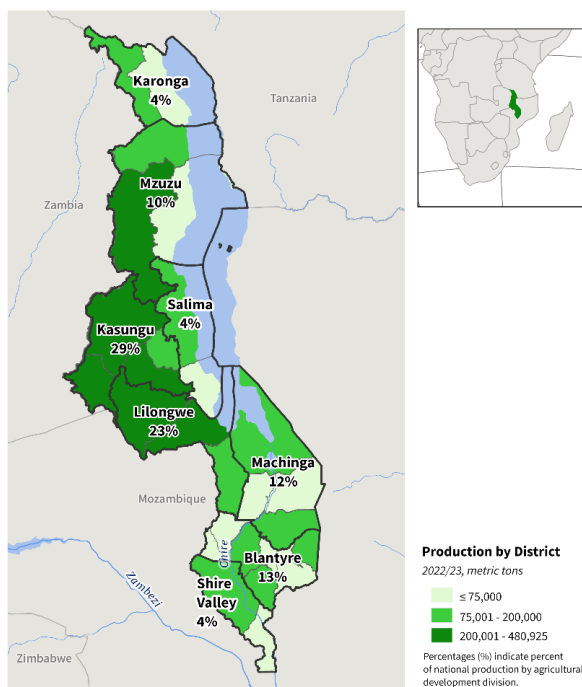 Karonga
4%
Tanzania
Mzuzu
10%
Zambia
Salima
4%
Kasungu
29%
Lilongwe
23%
Machinga
12%
Mozambique
Chire
Blantyre
13%
Shire
Valley
4%
Zambezi
Zimbabwe
Production by District
2022/23, metric tons
≤ 75,000
75,001 - 200,000
200,001 - 480,925
Percentages (%) indicate percent
of national production by agricultural
development division.